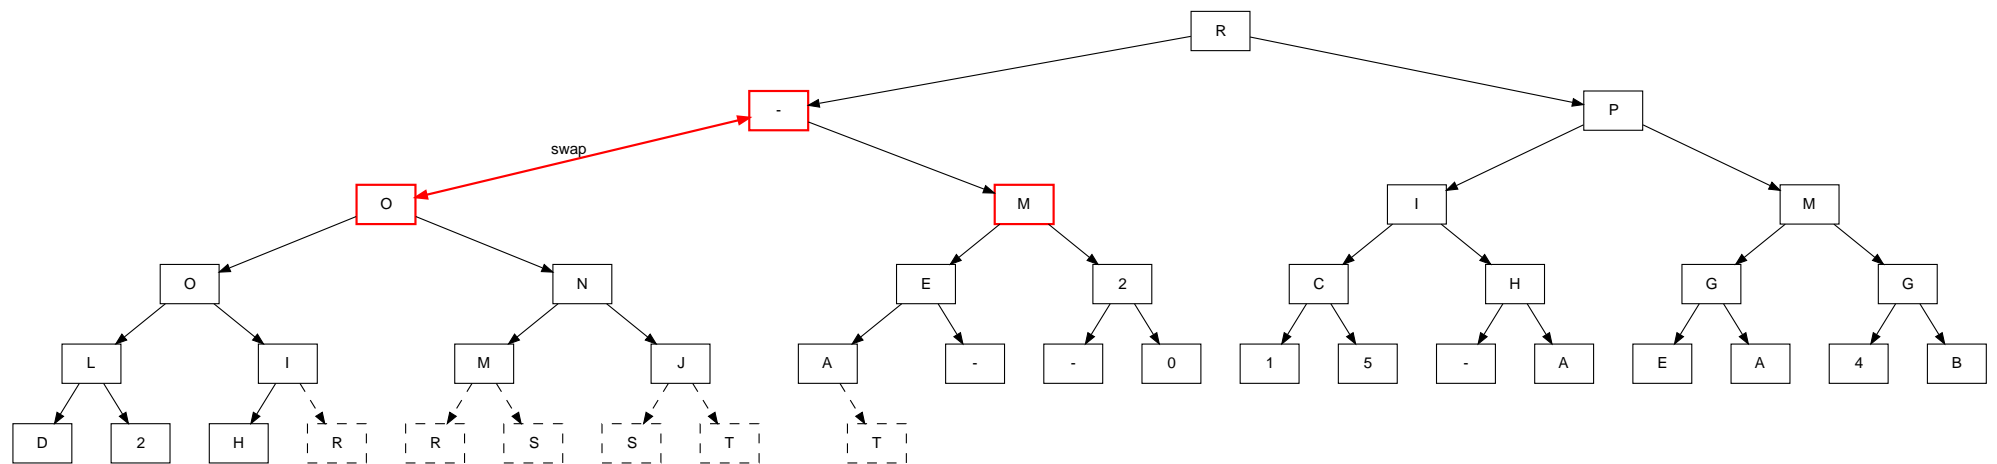 R
- P
swap
O M I M
O N E 2 C H G G
L I M J A - - 0 1 5 - A E A 4 B
D 2 H R R S S T T